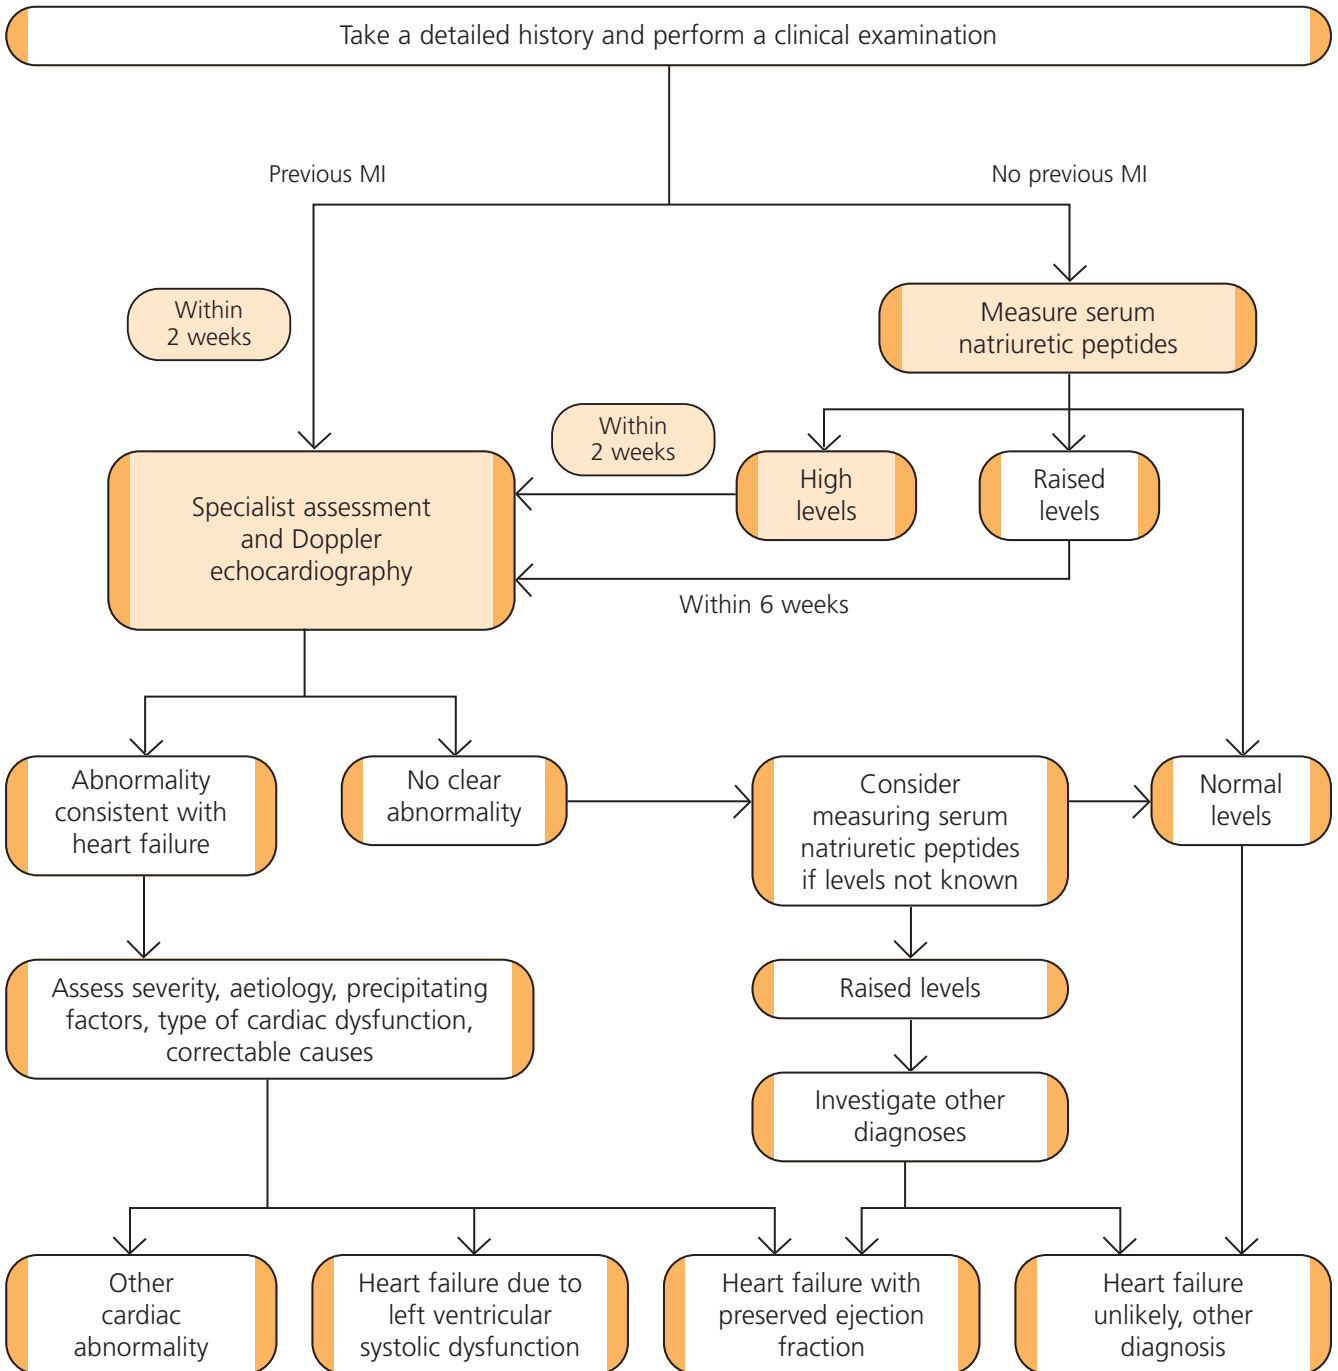 Take a detailed history and perform a clinical examination
Previous MI
No previous MI
Within
2 weeks
Measure serum
natriuretic peptides
Within
2 weeks
High
levels
Raised
levels
Specialist assessment
and Doppler
echocardiography
Within 6 weeks
Abnormality
consistent with
heart failure
No clear
abnormality
Consider
measuring serum
natriuretic peptides
if levels not known
Normal
levels
Assess severity, aetiology, precipitating
factors, type of cardiac dysfunction,
correctable causes
Raised levels
Investigate other
diagnoses
Other
cardiac
abnormality
Heart failure due to
left ventricular
systolic dysfunction
Heart failure with
preserved ejection
fraction
Heart failure
unlikely, other
diagnosis